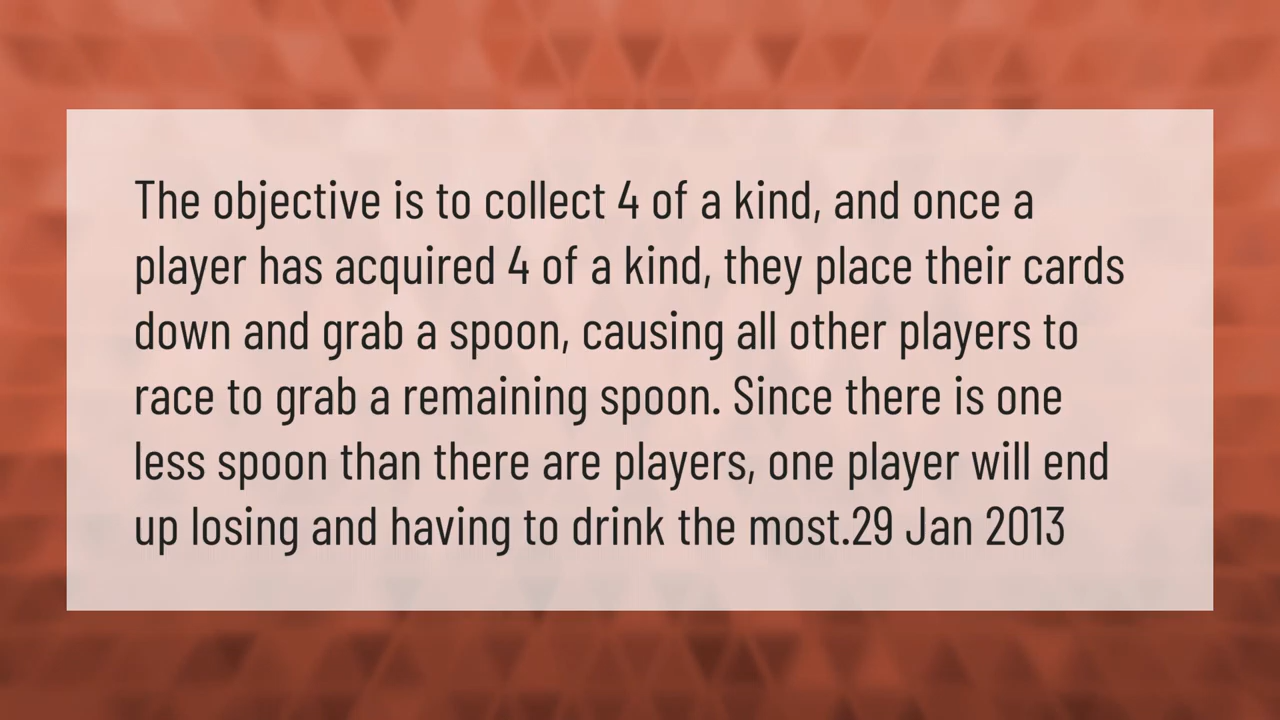 The objective is to collect 4 of a kind, and once a
player has acquired 4 of a kind, they place their cards
down and grab a spoon, causing all other players to
race to grab a remaining spoon. Since there is one
less spoon than there are players, one player will end
up losing and having to drink the most.29 Jan 2013